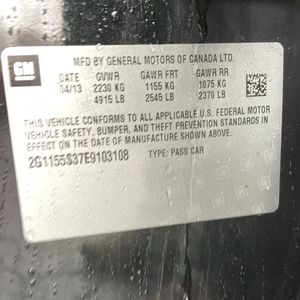 GM
MFD BY GENERAL MOTORS OF CANADA LTD.
DATE GVWR GAWR FRT GAWR RR
04/13 2230 KG 1155 KG 1075 KG
4915 LB 2545 LB 2370 LB
THIS VEHICLE CONFORMS TO ALL APPLICABLE U.S. FEDERAL MOTOR
VEHICLE SAFETY, BUMPER, AND THEFT PREVENTION STANDARDS IN
EFFECT ON THE DATE OF MANUFACTURE SHOWN ABOVE.
2G1155S37E9103108 TYPE: PASS CAR